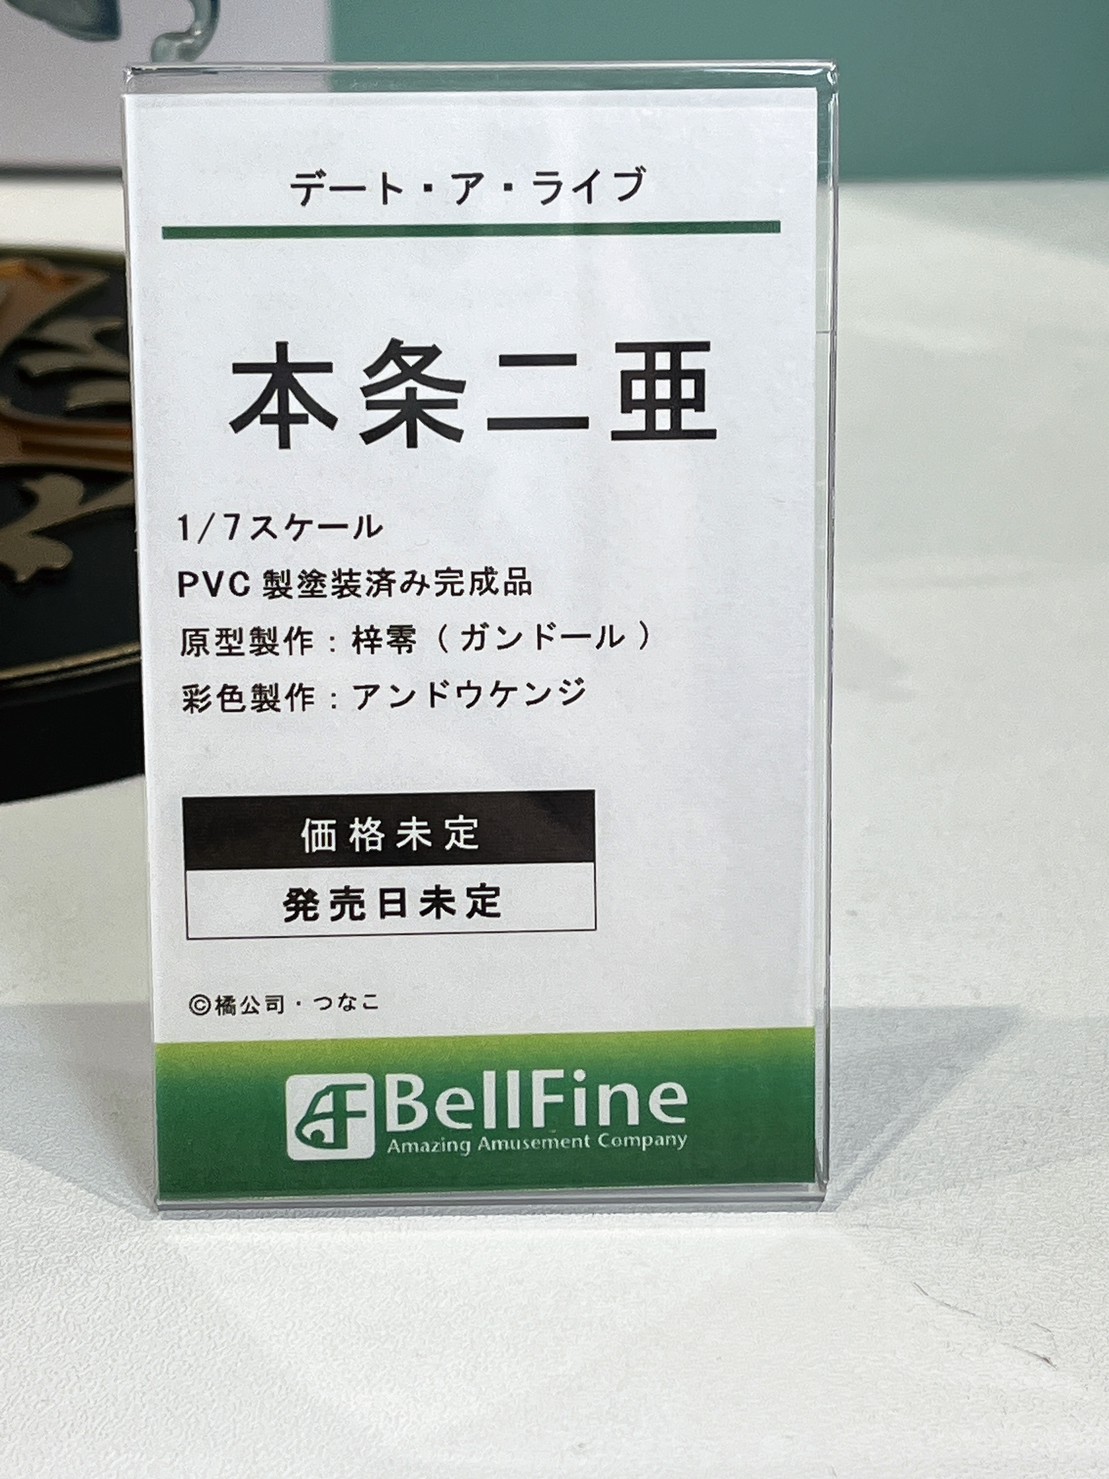 デート・ア・ライブ
本条二亜
1/7スケール
PVC 製塗装済み完成品
原型製作：梓零（ガンドール）
彩色製作：アンドウケンジ
価格未定
発売日未定
©橘公司・つなこ
BellFine
Amazing Amusement Company